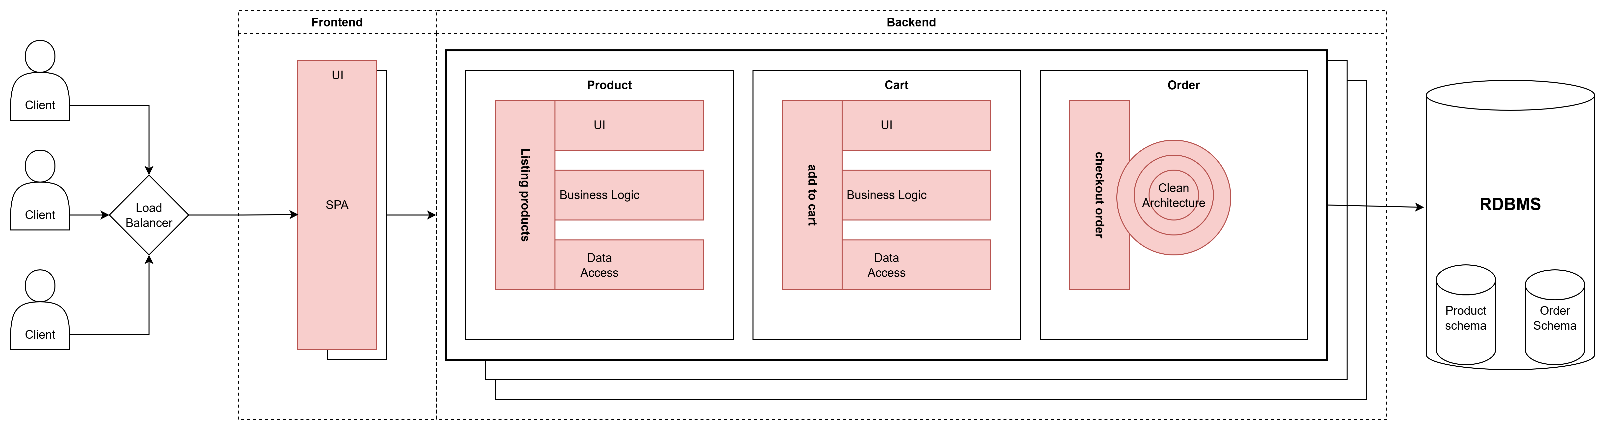 Frontend
Backend
Client
Client
Client
Load
Balancer
UI
SPA
Product
Listing products
UI
Business Logic
Data
Access
Cart
add to cart
UI
Business Logic
Data
Access
Order
checkout order
Clean
Architecture
RDBMS
Product
schema
Order
Schema